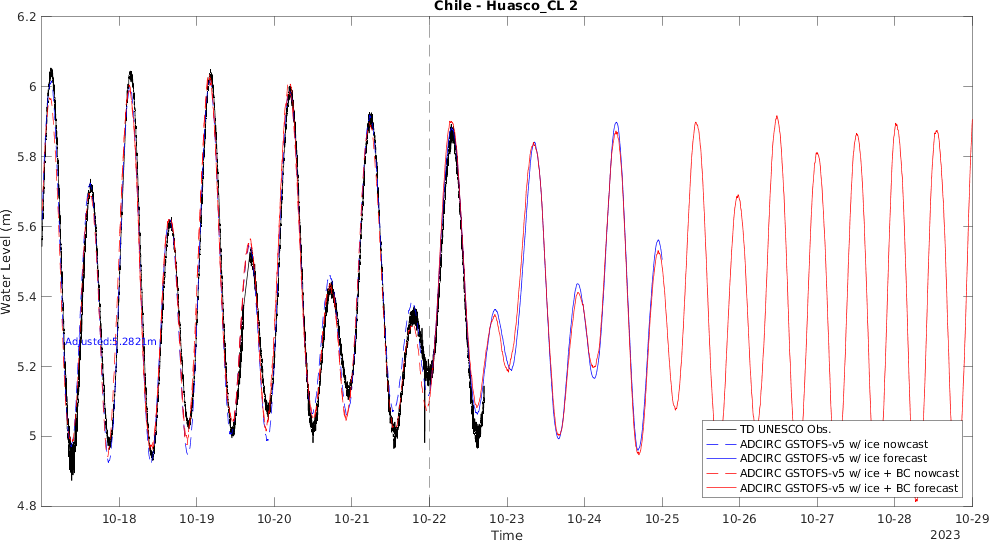 Chile - Huasco_CL 2
6.2
6
5.8
5.6
5.4
5.2
5
4.8
Water Level (m)
Adjusted:5.2821m
TD UNESCO Obs.
ADCIRC GSTOFS-v5 w/ ice nowcast
ADCIRC GSTOFS-v5 w/ ice forecast
ADCIRC GSTOFS-v5 w/ ice + BC nowcast
ADCIRC GSTOFS-v5 w/ ice + BC forecast
10-18 10-19 10-20 10-21 10-22 10-23 10-24 10-25 10-26 10-27 10-28 10-29
Time
2023